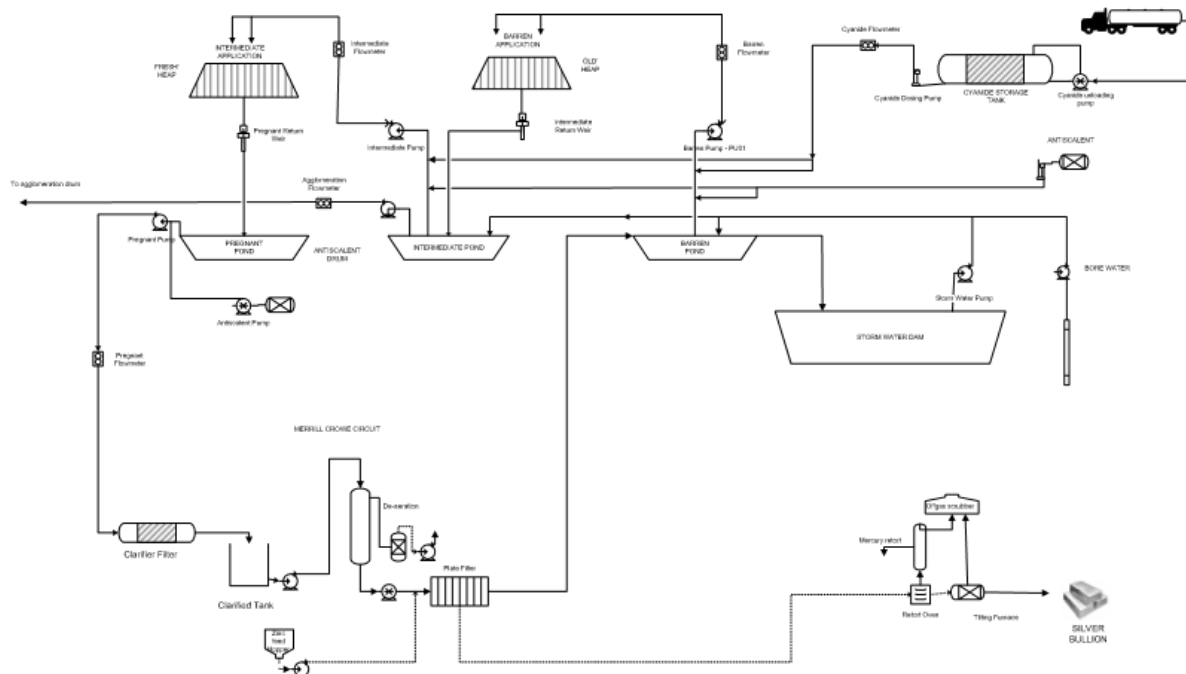 INTERMEDIATE
APPLICATION
FRESH'
HEAP
Intermediate
Flowmeter
BARREN
APPLICATION
OLD'
HEAP
Barren
Flowmeter
Cyanide Flowmeter
Cyanide Dosing Pump
CYANIDE STORAGE
TANK
Cyanide unloading
pump
Pregnant Return
Weir
Intermediate Pump
Intermediate
Return Weir
Barren Pump - PU01
ANTISCALENT
To agglomeration drum
Agglomeration
Flowmeter
Pregnant Pump
PREGNANT
POND
ANTISCALENT
DRUM
INTERMEDIATE POND
BARREN
POND
BORE WATER
Storm Water Pump
Antiscalent Pump
STORM WATER DAM
Pregnant
Flowmeter
MERRILL CROWE CIRCUIT
De-aeration
Offgas scrubber
Mercury retort
Clarifier Filter
Plate Filter
Clarified Tank
Retort Oven
Tilting Furnace
SILVER
BULLION
Zinc
feed
hopper